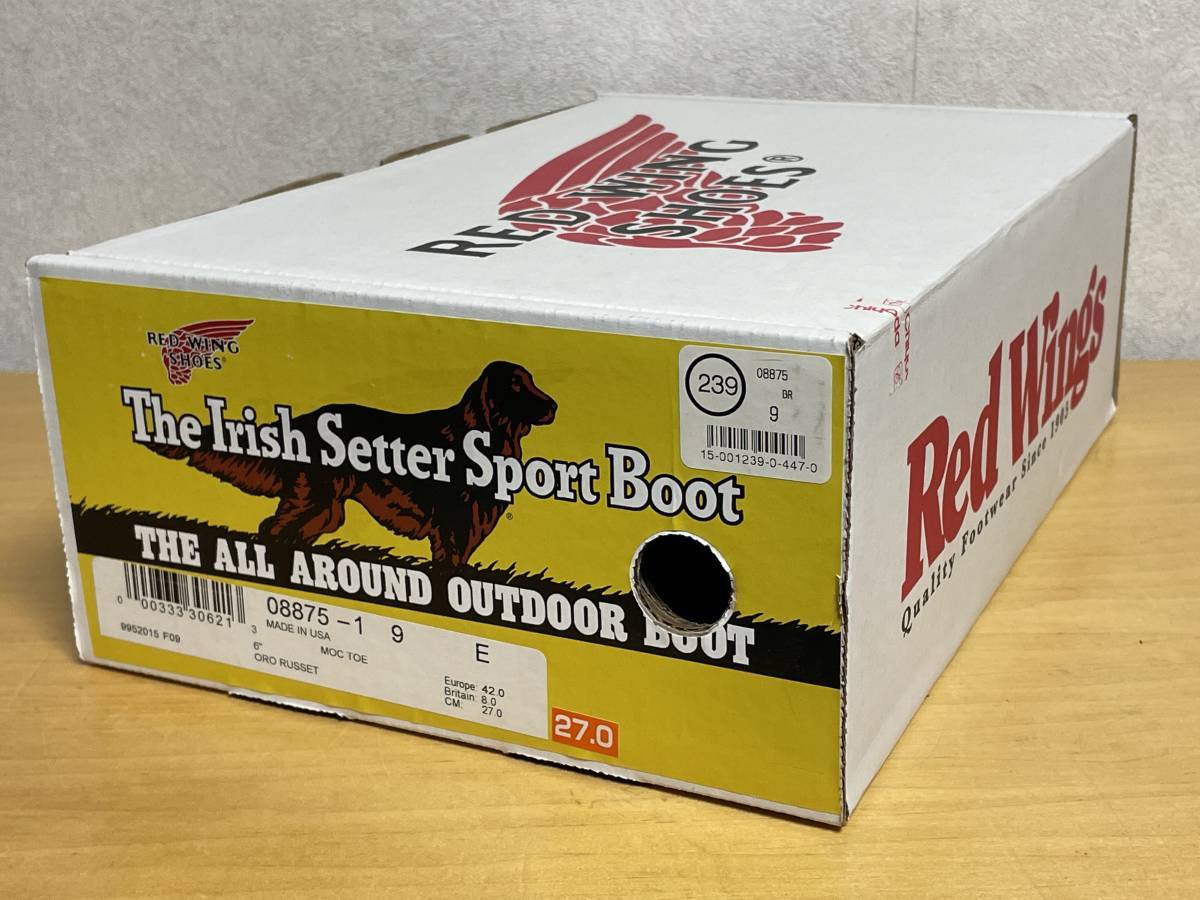 RED WING
SHOES®
RED WING
SHOES®
The Irish Setter Sport Boot®
THE ALL AROUND OUTDOOR BOOT
239
08875
BR
9
15-001239-0-447-0
0 00333 30621 3
08875-1 9 E
MADE IN USA
6" MOC TOE
ORO RUSSET
9952015 F09
Europe: 42.0
Britain: 8.0
CM: 27.0
27.0
Red Wing's
Quality Footwear Since 1903